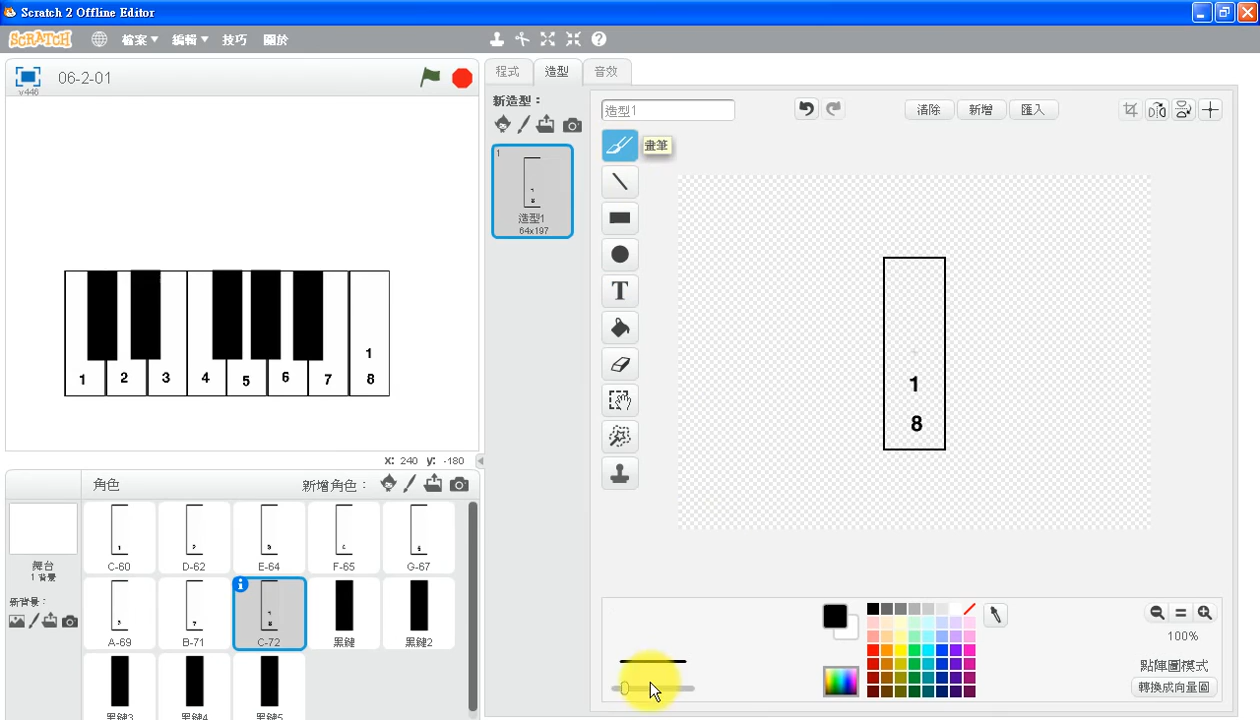 Scratch 2 Offline Editor
SCRATCH 檔案 編輯 技巧 關於
v446
06-2-01
程式 造型 音效
新造型：
造型1
清除 新增 匯入
畫筆
1
造型1
64x197
T
1
8
1 2 3 4 5 6 7 8
1
x: 240 y: -180
角色
新增角色：
舞台
1 背景
新背景：
C-60 D-62 E-64 F-65 G-67
A-69 B-71 C-72 黑鍵 黑鍵2
黑鍵3 黑鍵4 黑鍵5
100%
點陣圖模式
轉換成向量圖